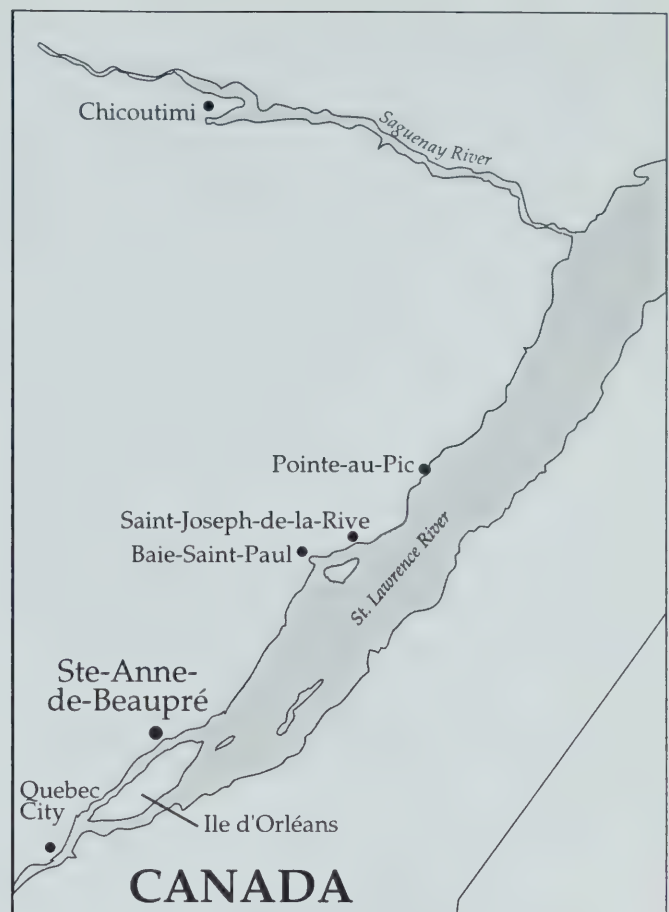 Chicoutimi
Saguenay River
Pointe-au-Pic
Saint-Joseph-de-la-Rive
Baie-Saint-Paul
St. Lawrence River
Ste-Anne-
de-Beaupré
Quebec
City
Ile d'Orléans
CANADA